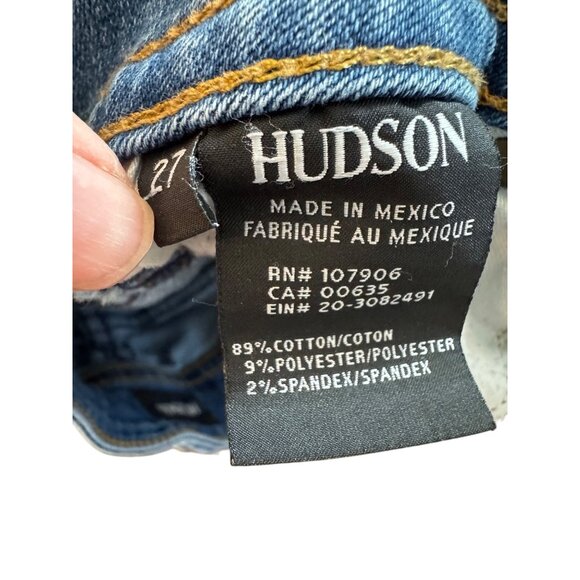 27
HUDSON
MADE IN MEXICO
FABRIQUÉ AU MEXIQUE
RN# 107906
CA# 00635
EIN# 20-3082491
89%COTTON/COTON
9%POLYESTER/POLYESTER
2%SPANDEX/SPANDEX